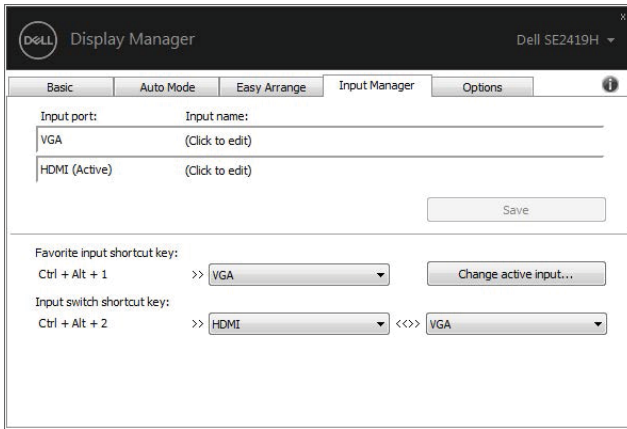 x
DELL Display Manager Dell SE2419H
Basic Auto Mode Easy Arrange Input Manager Options i
Input port: Input name:
VGA (Click to edit)
HDMI (Active) (Click to edit)
Save
Favorite input shortcut key:
Ctrl + Alt + 1 >> VGA Change active input...
Input switch shortcut key:
Ctrl + Alt + 2 >> HDMI <<>> VGA